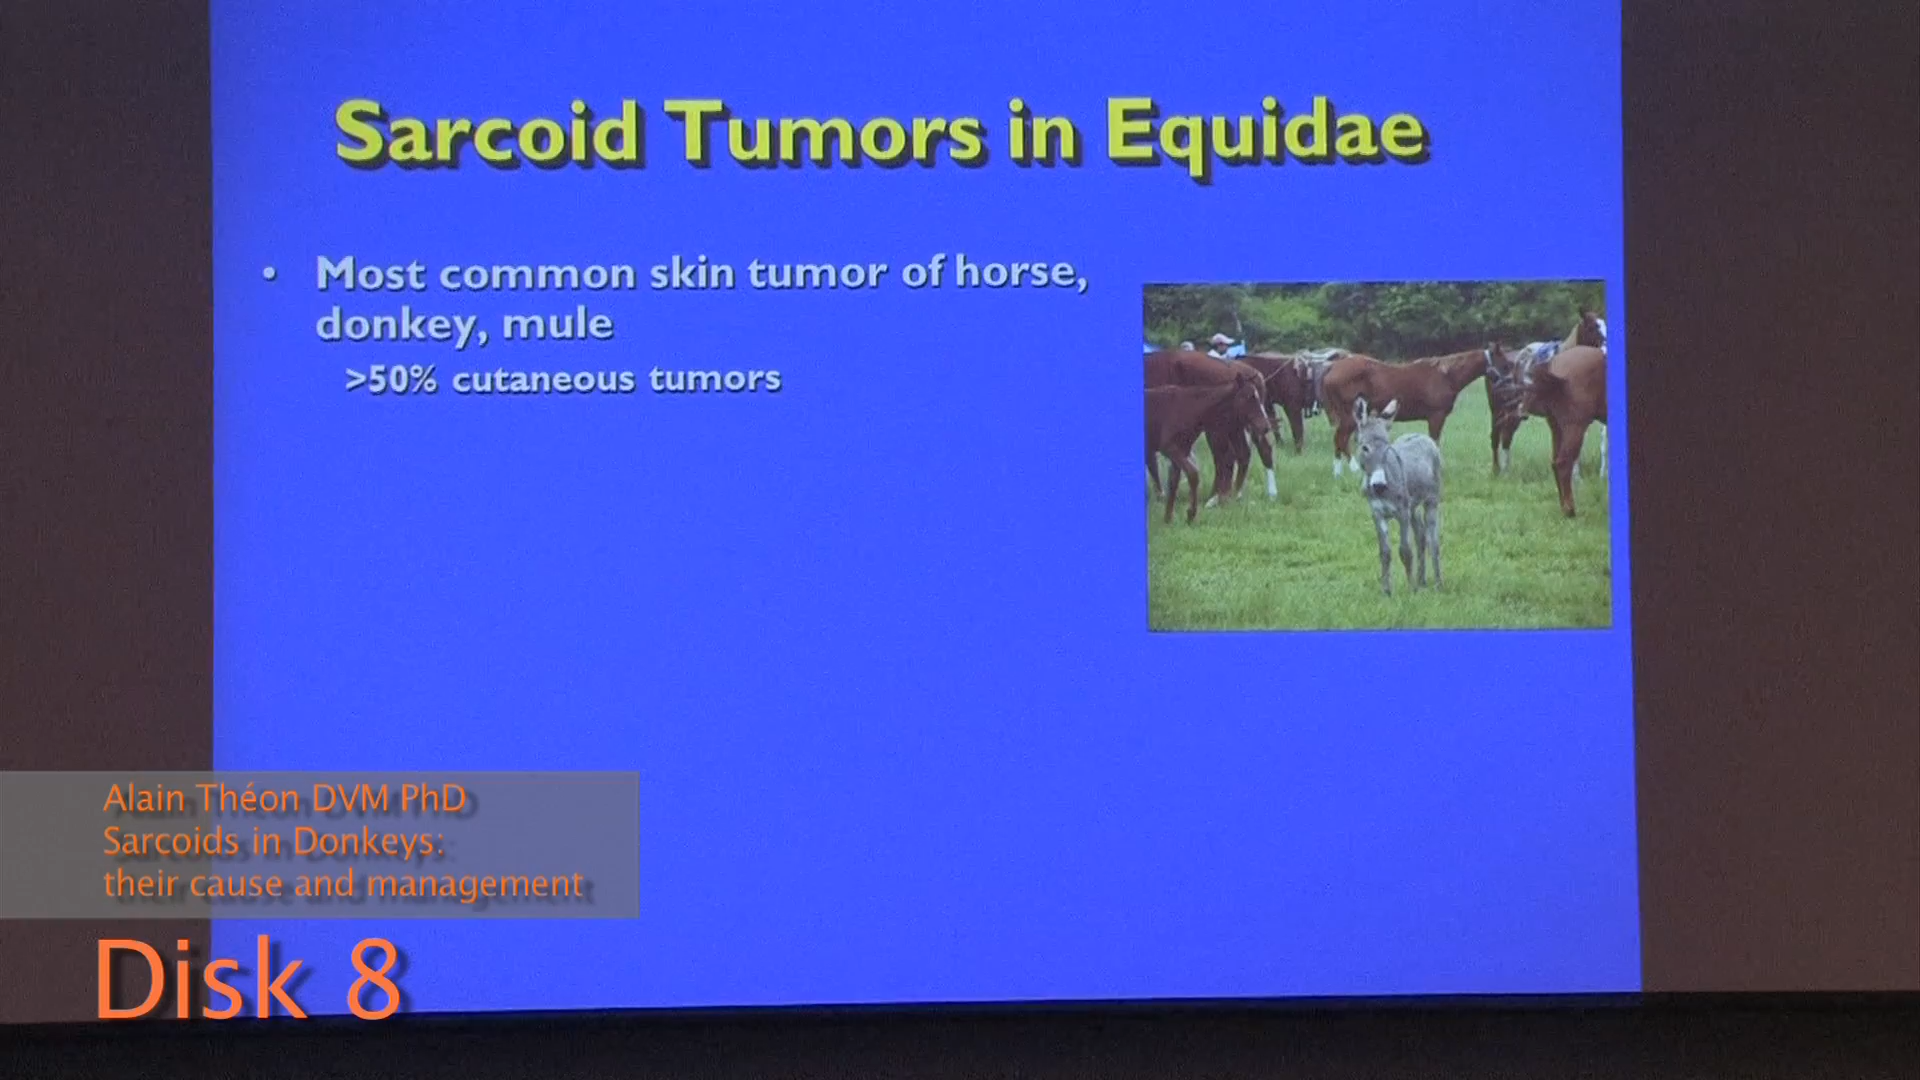 Sarcoid Tumors in Equidae
• Most common skin tumor of horse,
donkey, mule
>50% cutaneous tumors
Alain Théon DVM PhD
Sarcoids in Donkeys:
their cause and management
Disk 8